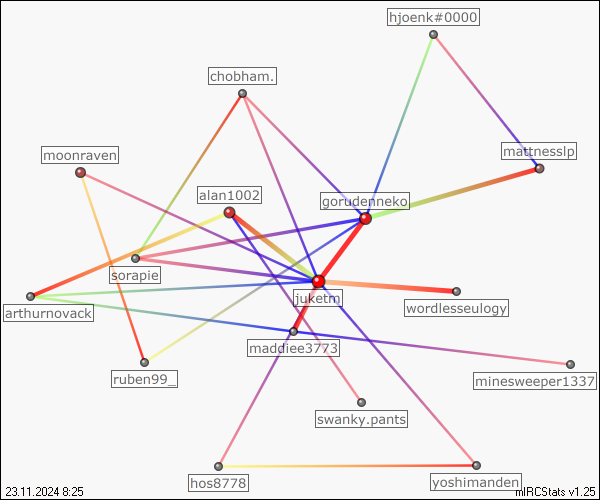 hjoenk#0000
chobham.
moonraven
mattnesslp
alan1002
gorudenneko
sorapie
juketm
arthurnovack
wordlesseulogy
maddiee3773
ruben99_
minesweeper1337
swanky.pants
hos8778
yoshimanden
23.11.2024 8:25
mIRCStats v1.25